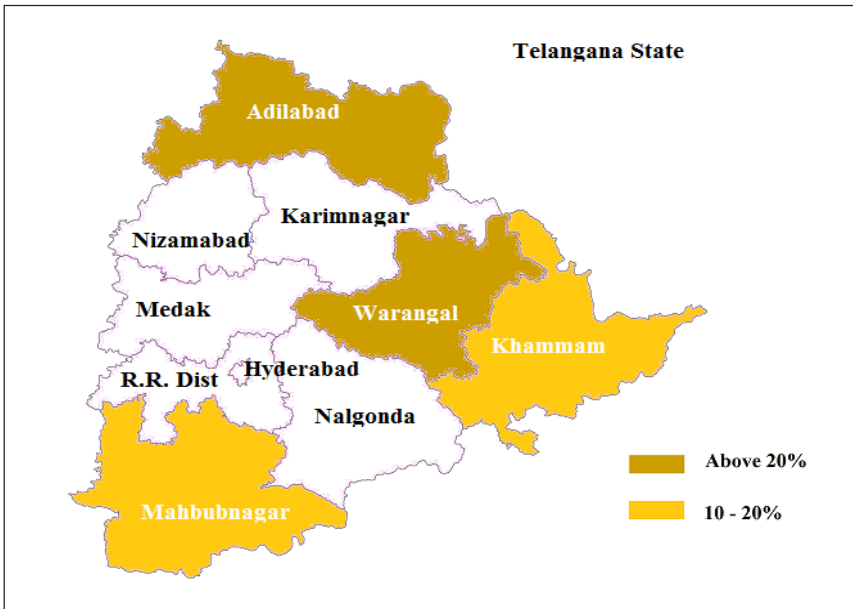 Telangana State
Adilabad
Karimnagar
Nizamabad
Medak
Warangal
Khammam
Hyderabad
R.R. Dist
Nalgonda
Mahbubnagar
Above 20%
10 - 20%